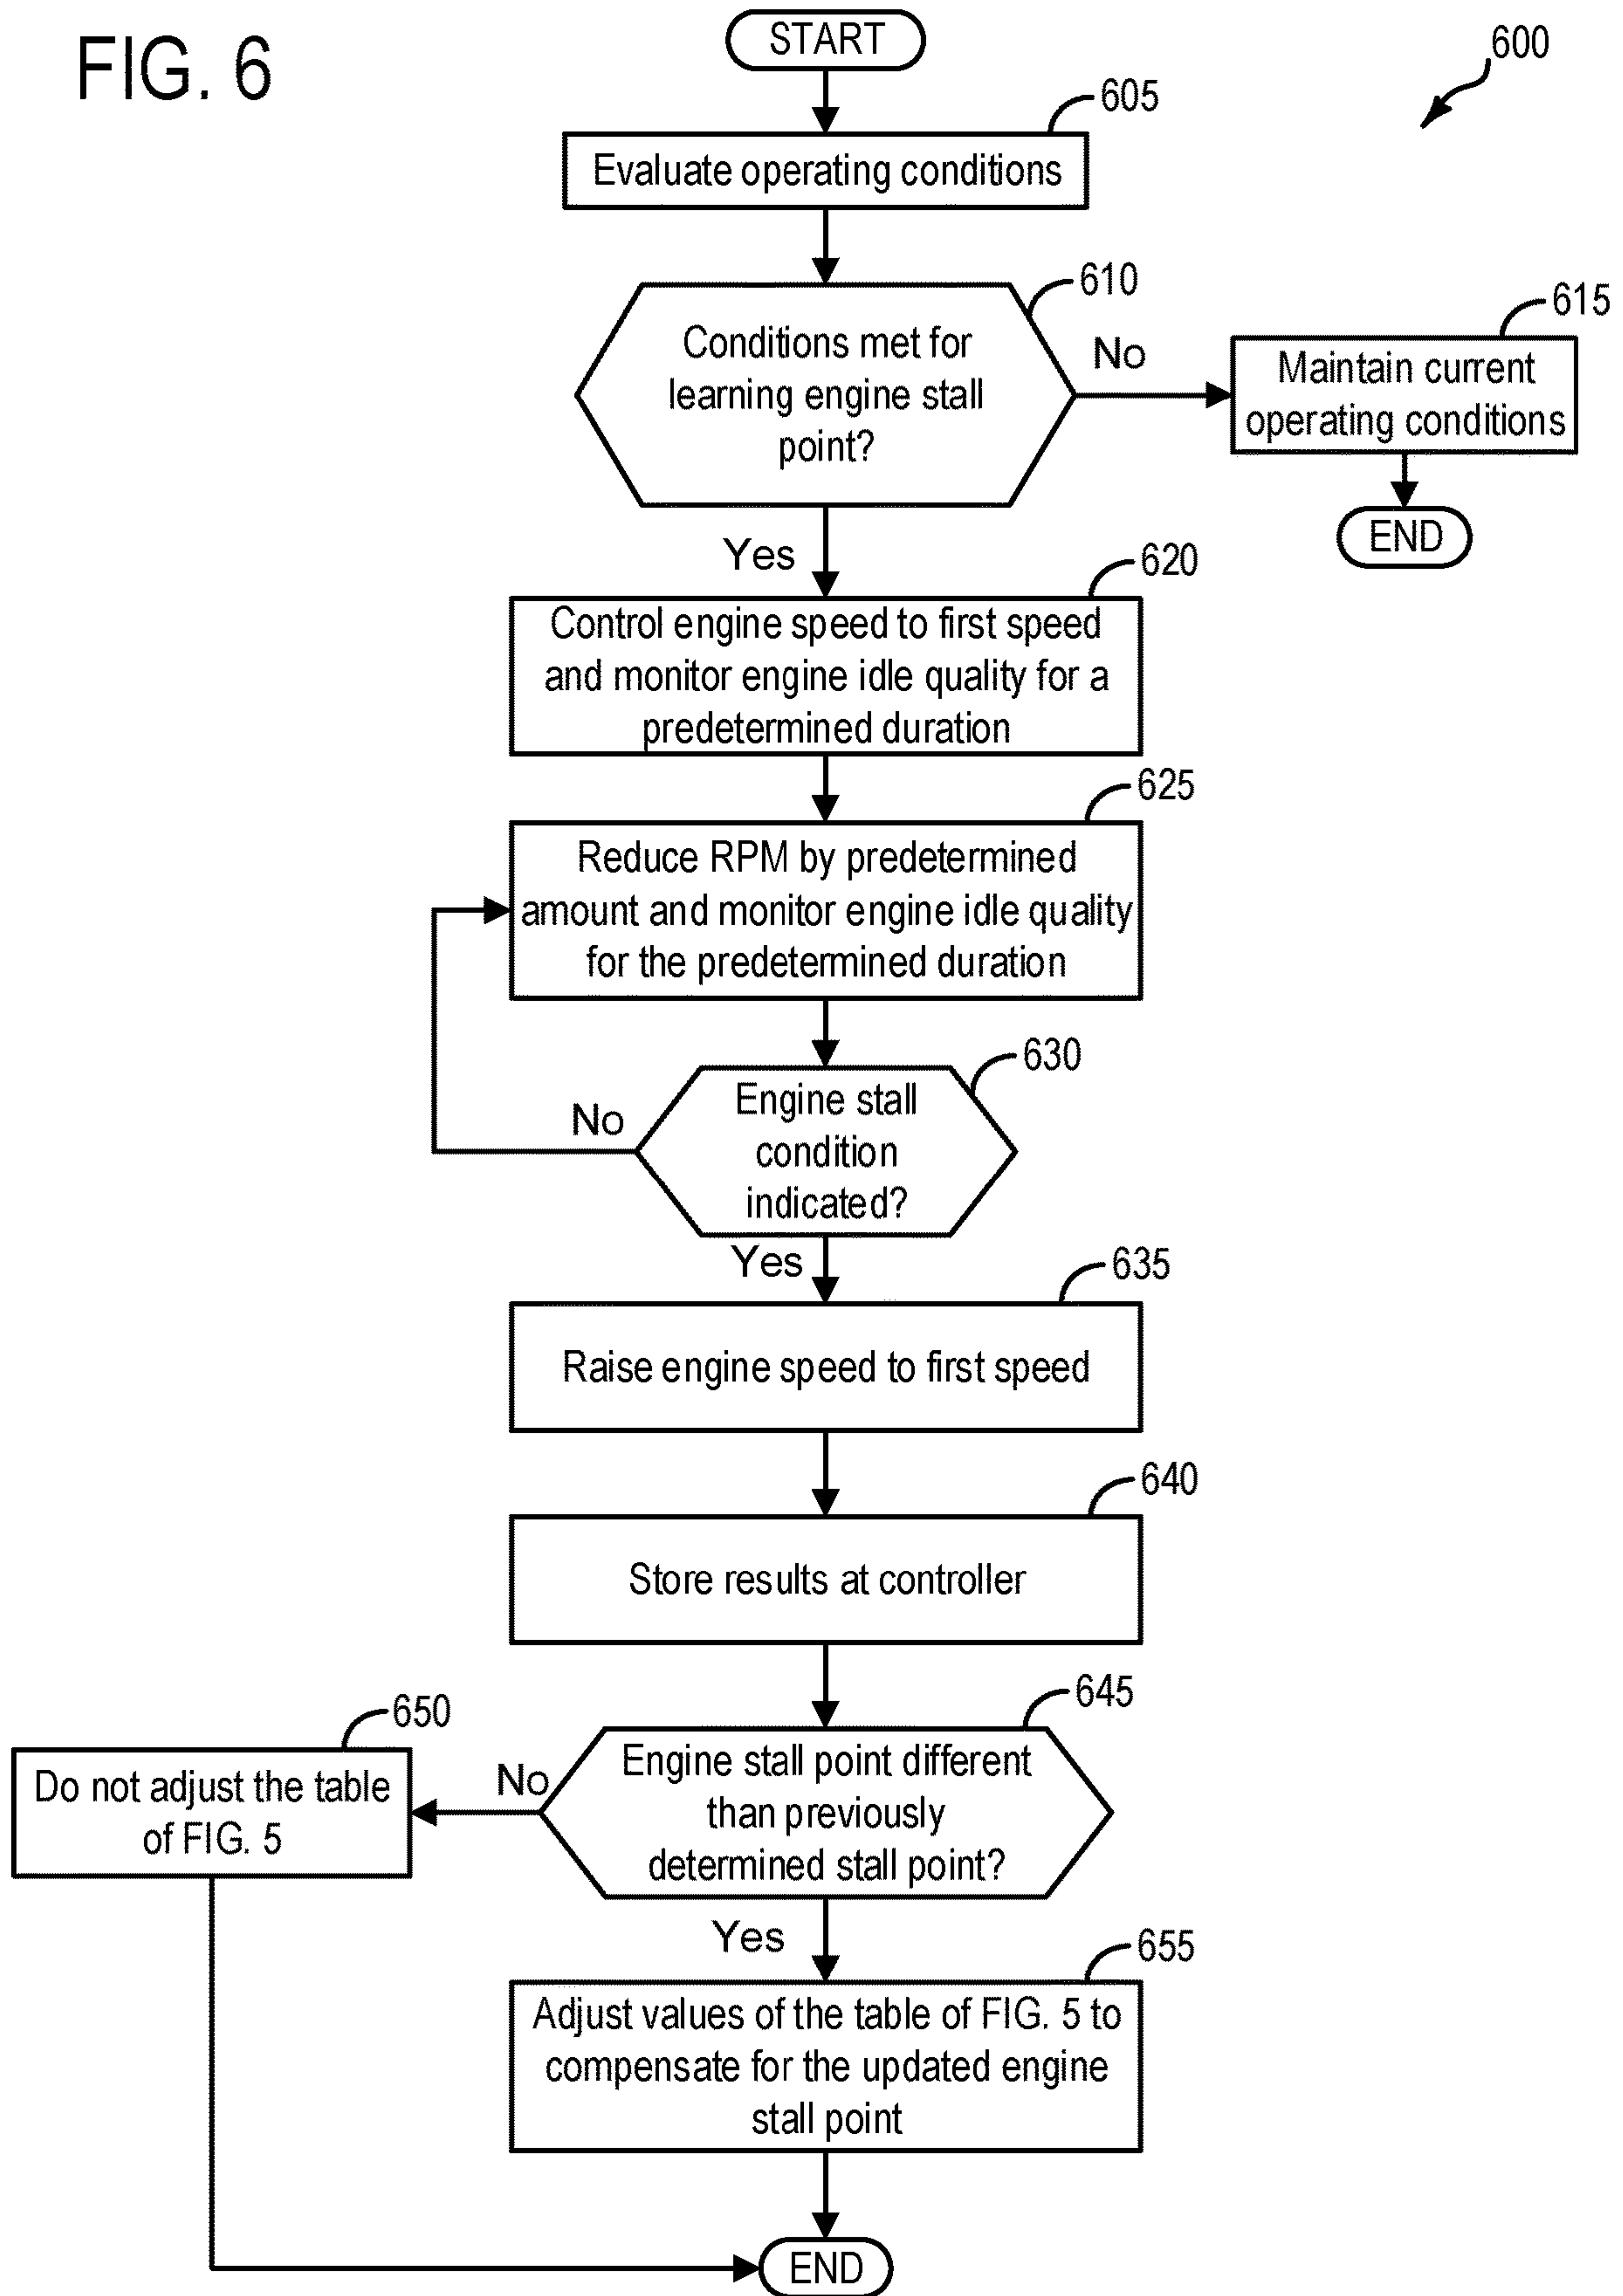 FIG. 6
START
600
605
Evaluate operating conditions
610
Conditions met for
learning engine stall
point?
No
615
Maintain current
operating conditions
END
Yes
620
Control engine speed to first speed
and monitor engine idle quality for a
predetermined duration
625
Reduce RPM by predetermined
amount and monitor engine idle quality
for the predetermined duration
630
Engine stall
condition
indicated?
No
Yes
635
Raise engine speed to first speed
640
Store results at controller
645
Engine stall point different
than previously
determined stall point?
No
650
Do not adjust the table
of FIG. 5
Yes
655
Adjust values of the table of FIG. 5 to
compensate for the updated engine
stall point
END